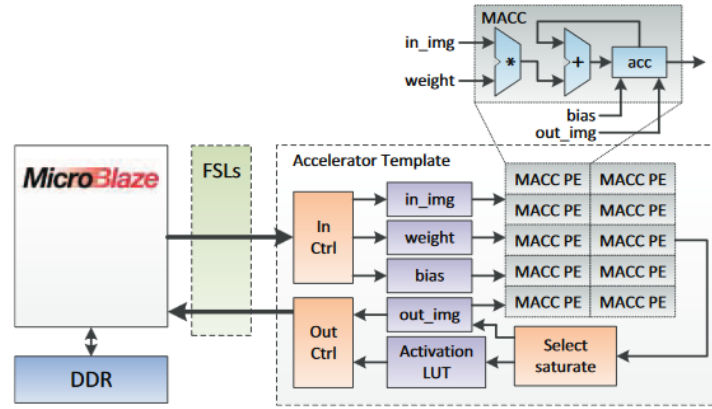 MACC
in_img
weight
*
+
acc
bias
out_img
MicroBlaze
FSLs
Accelerator Template
In
Ctrl
in_img
weight
bias
out_img
Activation
LUT
Out
Ctrl
MACC PE MACC PE
MACC PE MACC PE
MACC PE MACC PE
MACC PE MACC PE
MACC PE MACC PE
Select
saturate
DDR